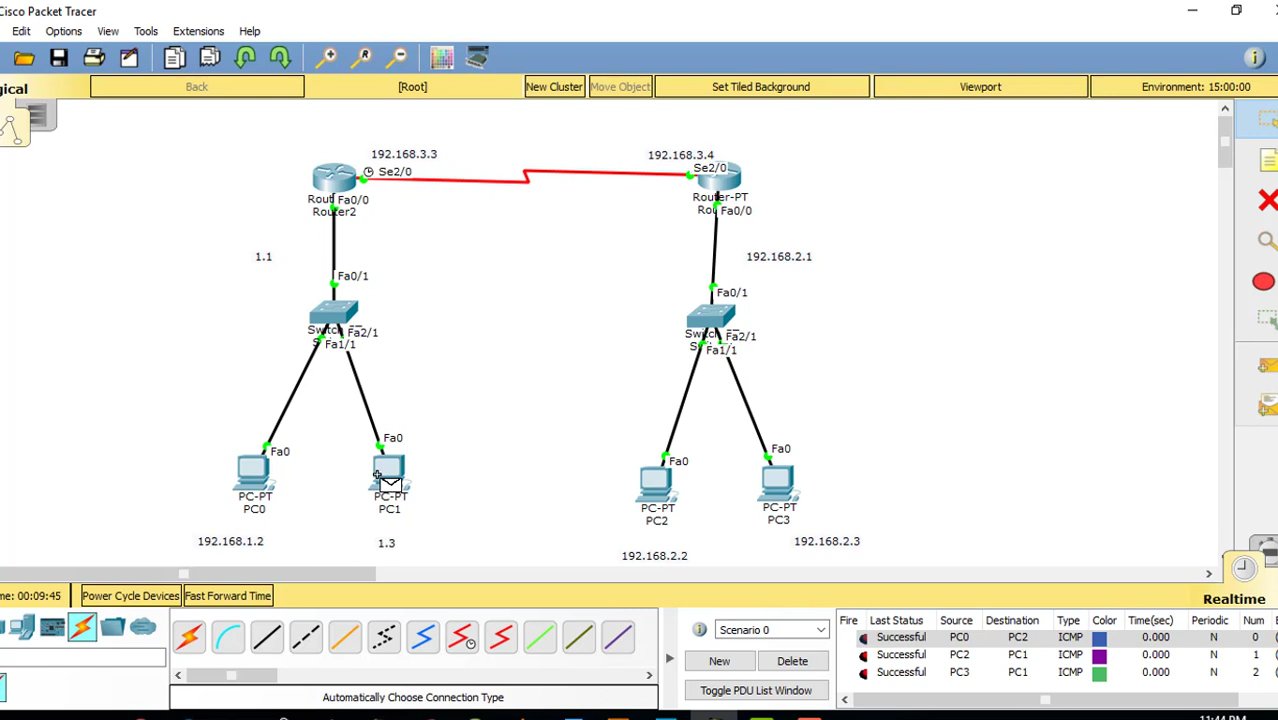 Cisco Packet Tracer
Edit Options View Tools Extensions Help
gical Back [Root] New Cluster Move Object Set Tiled Background Viewport Environment: 15:00:00
192.168.3.3
Se2/0
Rout Fa0/0
Router2
192.168.3.4
Se2/0
Router-PT
Rou Fa0/0
1.1
192.168.2.1
Fa0/1
Switch Fa2/1
Fa1/1
Fa0/1
Switch Fa2/1
Fa1/1
Fa0
PC-PT
PC0
192.168.1.2
Fa0
PC-PT
PC1
1.3
Fa0
PC-PT
PC2
192.168.2.2
Fa0
PC-PT
PC3
192.168.2.3
me: 00:09:45 Power Cycle Devices Fast Forward Time Realtime
Automatically Choose Connection Type
Scenario 0
New Delete
Toggle PDU List Window
Fire Last Status Source Destination Type Color Time(sec) Periodic Num E
Successful PC0 PC2 ICMP 0.000 N 0
Successful PC2 PC1 ICMP 0.000 N 1
Successful PC3 PC1 ICMP 0.000 N 2
11:44 PM